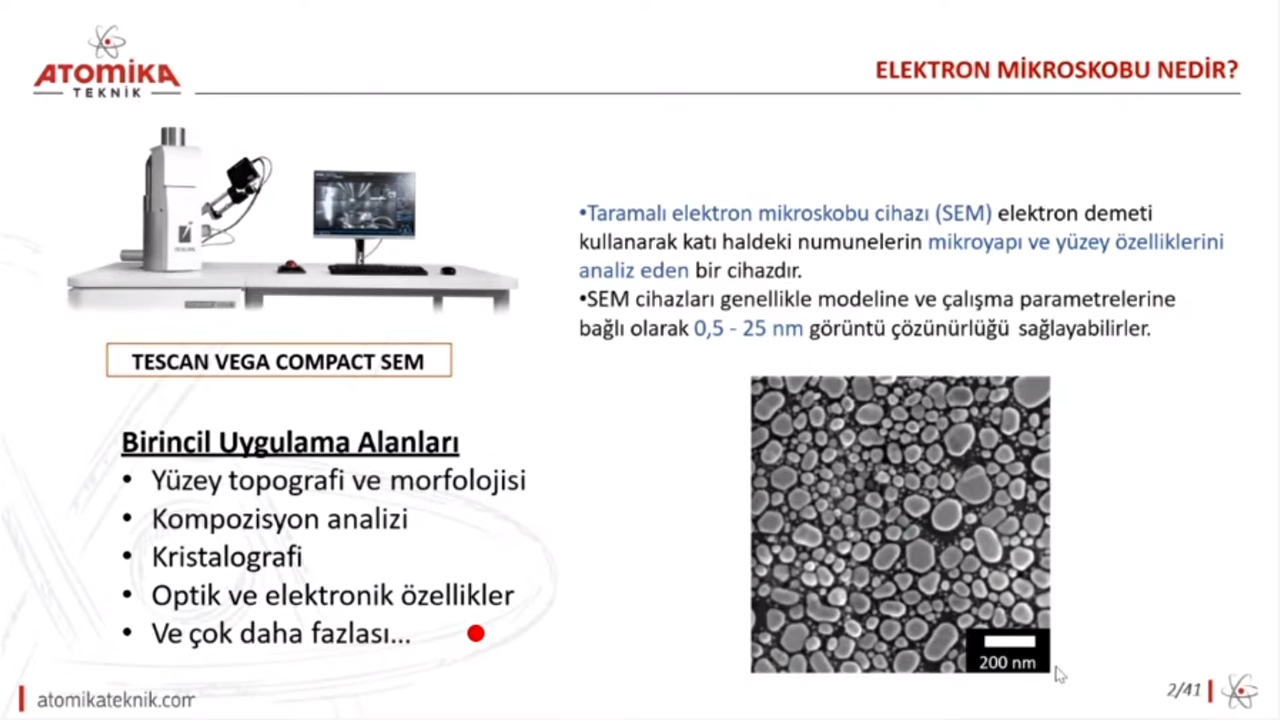 ATOMİKA
TEKNİK
ELEKTRON MİKROSKOBU NEDİR?
TESCAN
TESCAN VEGA COMPACT SEM
•Taramalı elektron mikroskobu cihazı (SEM) elektron demeti
kullanarak katı haldeki numunelerin mikroyapı ve yüzey özelliklerini
analiz eden bir cihazdır.
•SEM cihazları genellikle modeline ve çalışma parametrelerine
bağlı olarak 0,5 - 25 nm görüntü çözünürlüğü sağlayabilirler.
Birincil Uygulama Alanları
• Yüzey topografi ve morfolojisi
• Kompozisyon analizi
• Kristalografi
• Optik ve elektronik özellikler
• Ve çok daha fazlası...
200 nm
atomikateknik.com
2/41